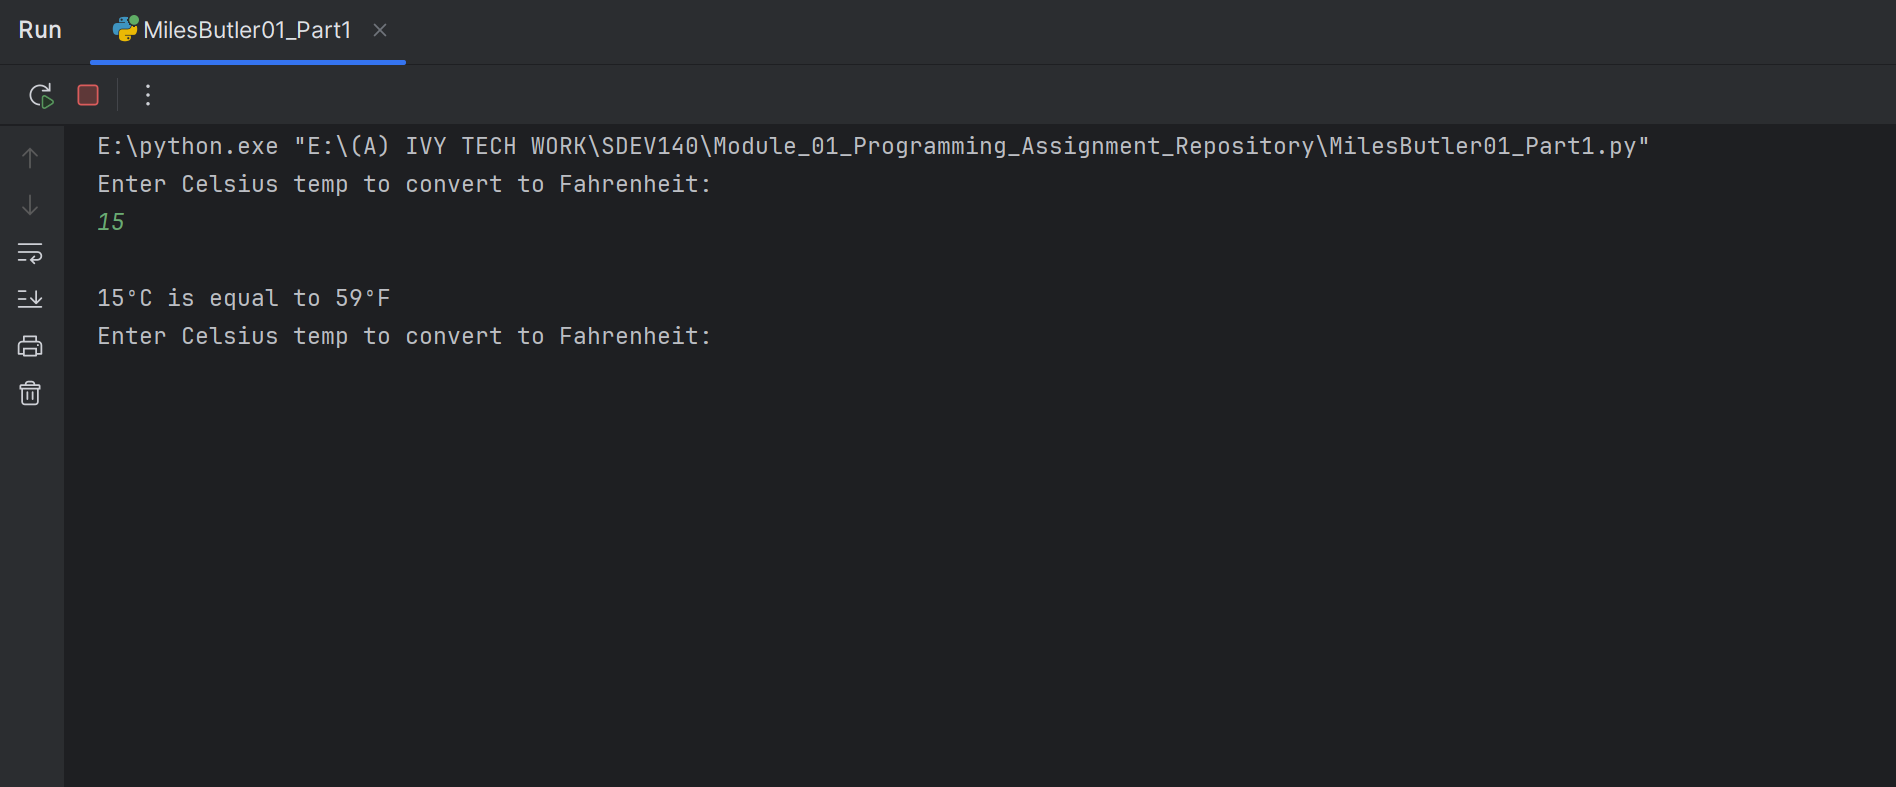 Run
MilesButler01_Part1
E:\python.exe "E:\(A) IVY TECH WORK\SDEV140\Module_01_Programming_Assignment_Repository\MilesButler01_Part1.py"
Enter Celsius temp to convert to Fahrenheit:
15
15°C is equal to 59°F
Enter Celsius temp to convert to Fahrenheit: